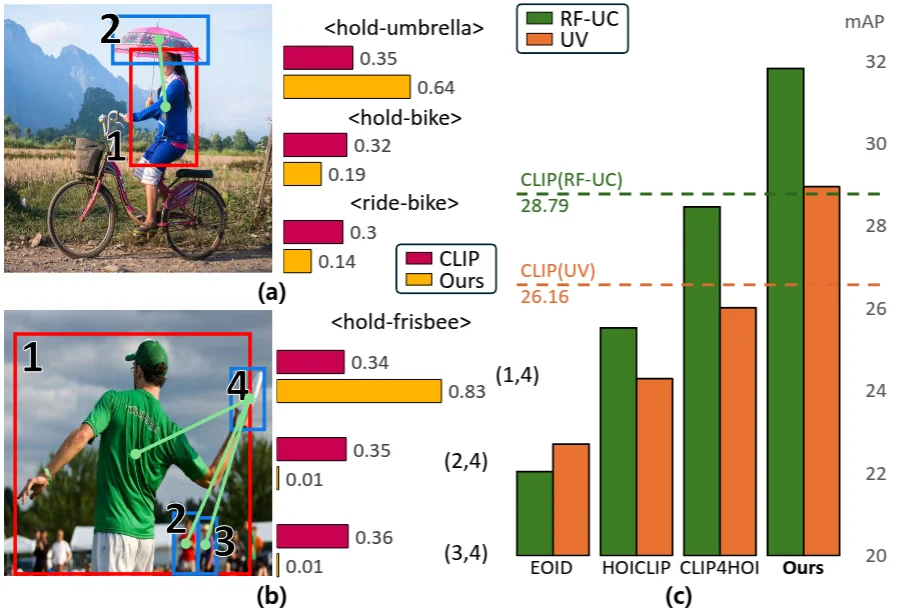 2
1
<hold-umbrella>
0.35
0.64
<hold-bike>
0.32
0.19
<ride-bike>
0.3
0.14
CLIP
Ours
(a)
1
4
2
3
<hold-frisbee>
0.34
0.83
(1,4)
0.35
0.01
(2,4)
0.36
0.01
(3,4)
(b)
RF-UC
UV
mAP
32
30
28
26
24
22
20
CLIP(RF-UC)
28.79
CLIP(UV)
26.16
EOID HOICLIP CLIP4HOI Ours
(c)